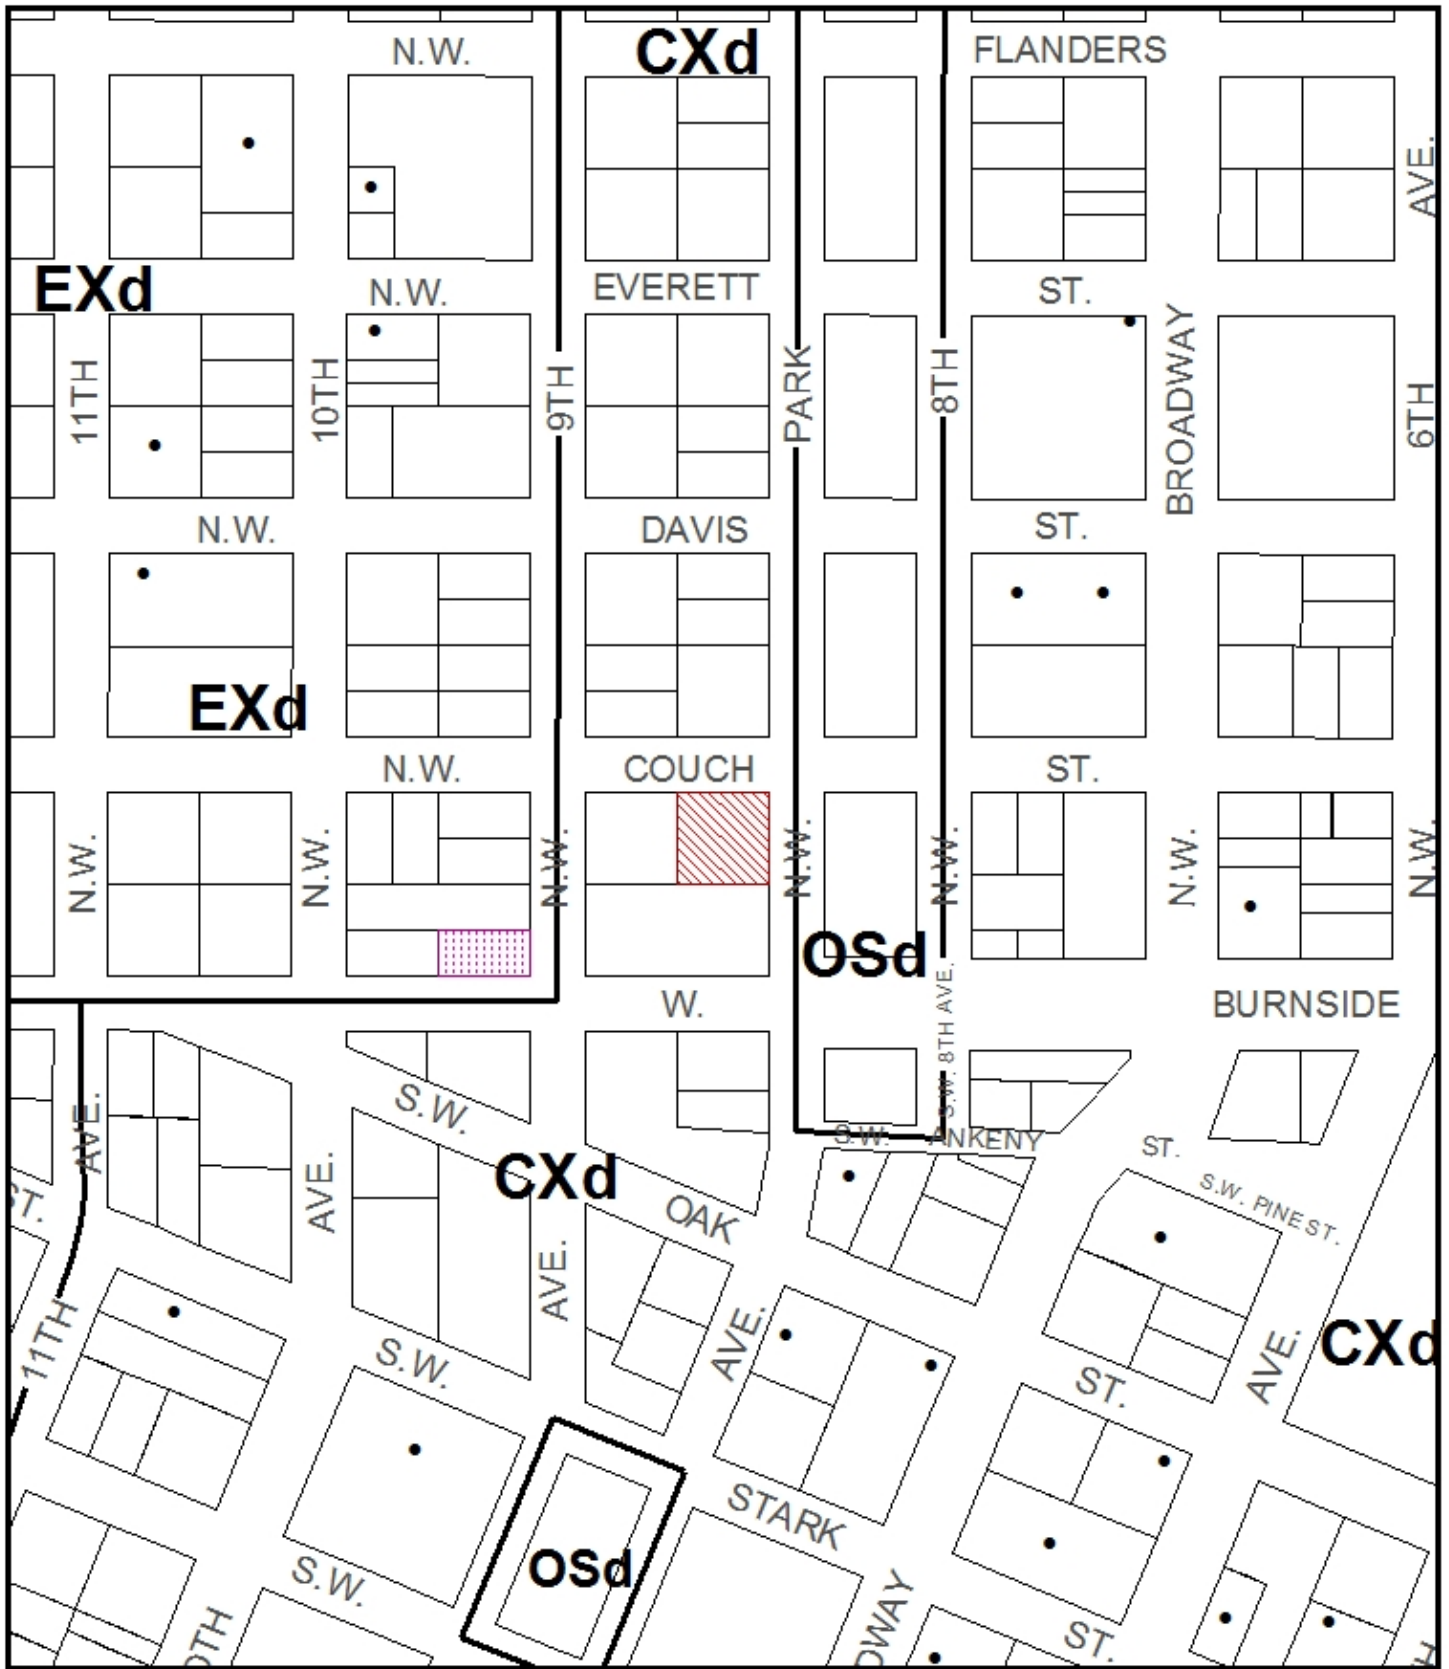 N.W.
CXd
FLANDERS
AVE.
EXd
N.W.
EVERETT
ST.
11TH
10TH
9TH
PARK
8TH
BROADWAY
6TH
N.W.
DAVIS
ST.
EXd
N.W.
COUCH
ST.
N.W.
N.W.
N.W.
N.W.
N.W.
N.W.
N.W.
OSd
W.
BURNSIDE
S.W. 8TH AVE.
AVE.
S.W.
S.W.
ANKENY
ST.
ST.
AVE.
CXd
OAK
S.W. PINE ST.
AVE.
11TH
S.W.
AVE.
ST.
AVE.
CXd
STARK
OSd
S.W.
ST.